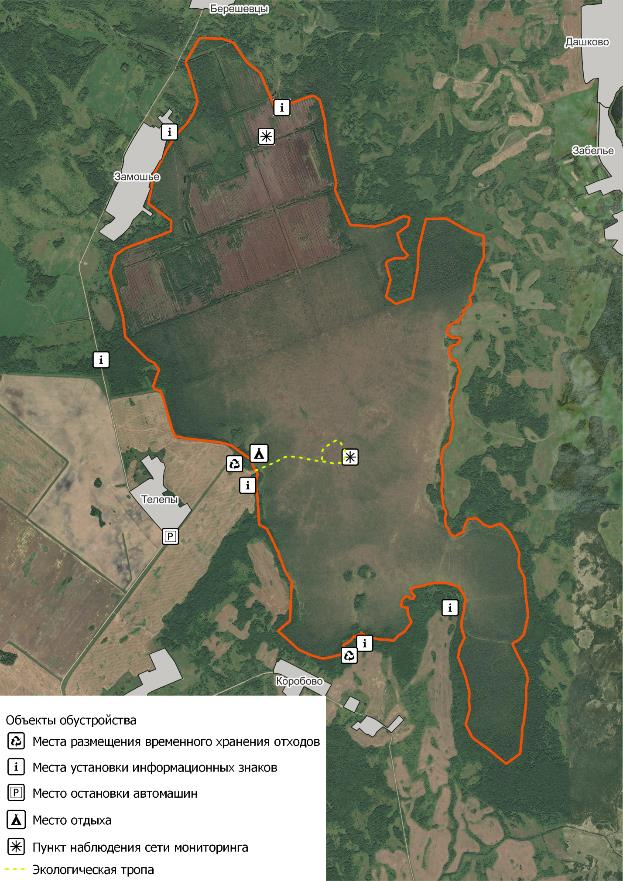 Берешевцы
Дашково
Забелье
Замошье
Телепы
P
Коробово
Объекты обустройства
Места размещения временного хранения отходов
i Места установки информационных знаков
P Место остановки автомашин
Место отдыха
Пункт наблюдения сети мониторинга
Экологическая тропа